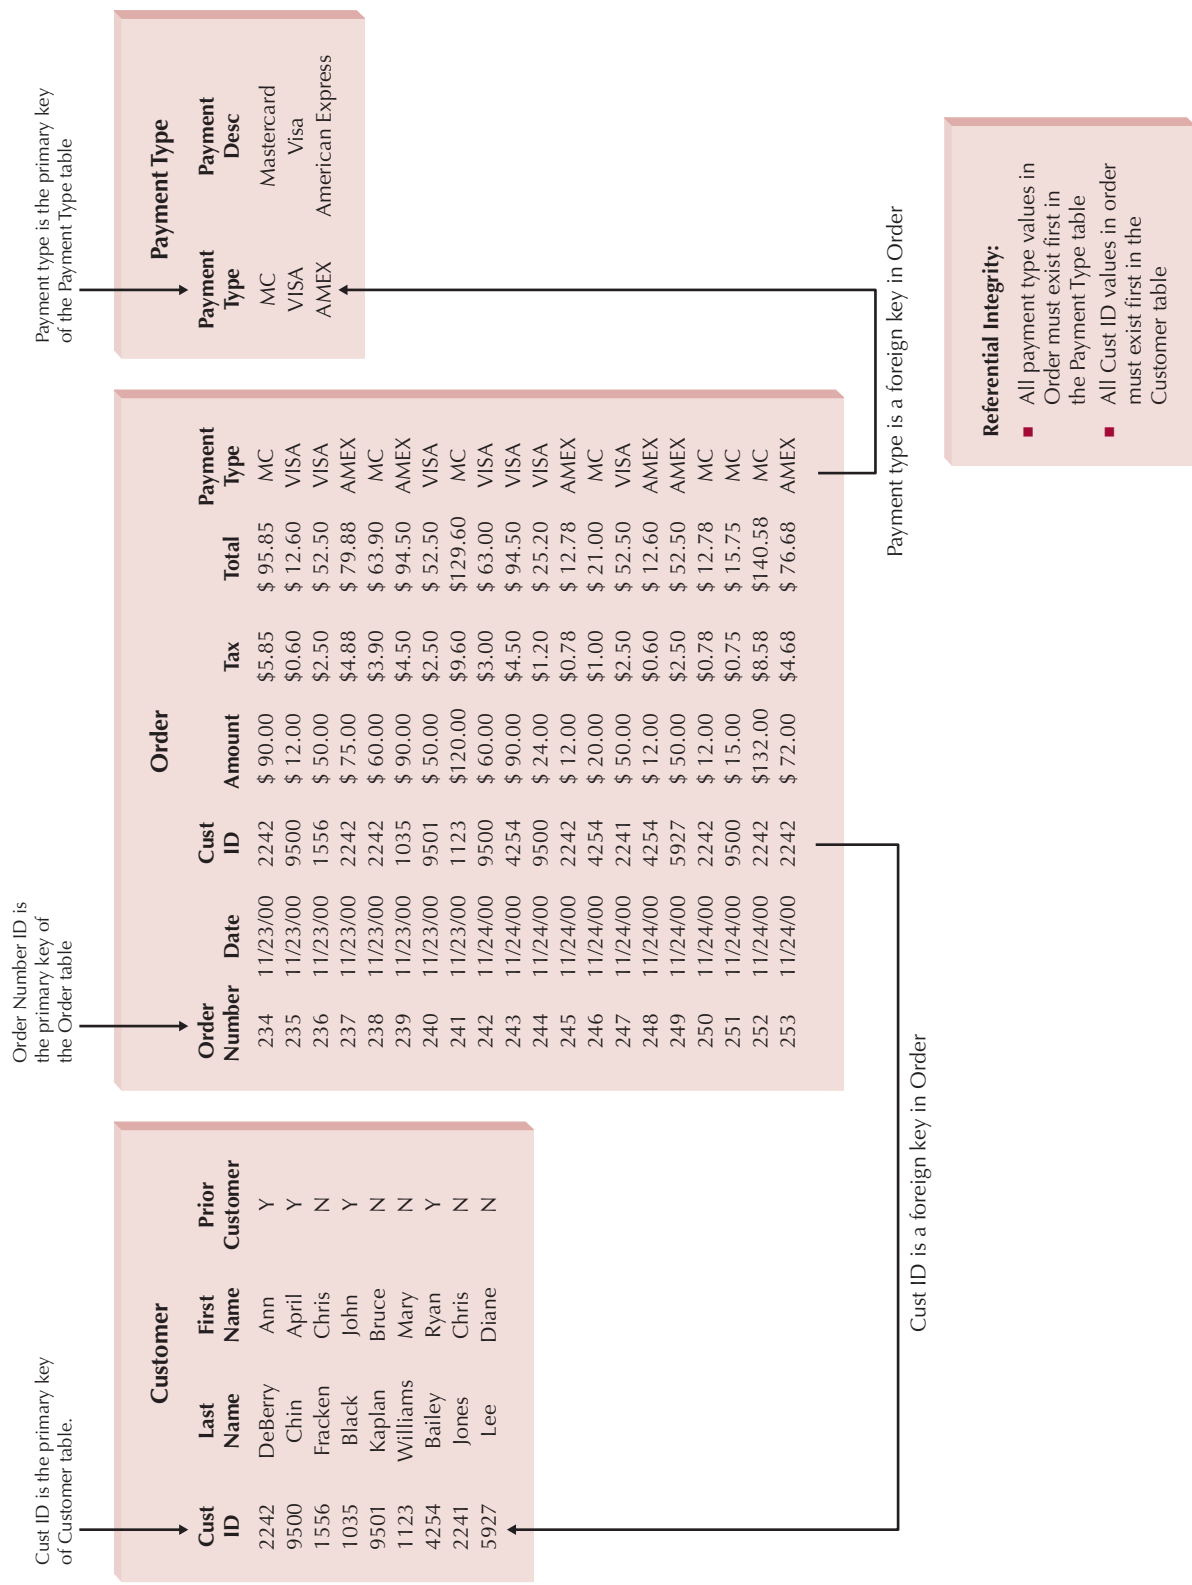 Cust ID is the primary key
of Customer table.
Customer
Cust ID Last Name First Name Prior Customer
2242 DeBerry Ann Y
9500 Chin April Y
1556 Fracken Chris N
1035 Black John Y
9501 Kaplan Bruce N
1123 Williams Mary N
4254 Bailey Ryan Y
2241 Jones Chris N
5927 Lee Diane N
Order Number ID is
the primary key of
the Order table
Order
Order Number Date Cust ID Amount Tax Total Payment Type
234 11/23/00 2242 $ 90.00 $5.85 $ 95.85 MC
235 11/23/00 9500 $ 12.00 $0.60 $ 12.60 VISA
236 11/23/00 1556 $ 50.00 $2.50 $ 52.50 VISA
237 11/23/00 2242 $ 75.00 $4.88 $ 79.88 AMEX
238 11/23/00 2242 $ 60.00 $3.90 $ 63.90 MC
239 11/23/00 1035 $ 90.00 $4.50 $ 94.50 AMEX
240 11/23/00 9501 $ 50.00 $2.50 $ 52.50 VISA
241 11/23/00 1123 $120.00 $9.60 $129.60 MC
242 11/24/00 9500 $ 60.00 $3.00 $ 63.00 VISA
243 11/24/00 4254 $ 90.00 $4.50 $ 94.50 VISA
244 11/24/00 9500 $ 24.00 $1.20 $ 25.20 VISA
245 11/24/00 2242 $ 12.00 $0.78 $ 12.78 AMEX
246 11/24/00 4254 $ 20.00 $1.00 $ 21.00 MC
247 11/24/00 2241 $ 50.00 $2.50 $ 52.50 VISA
248 11/24/00 4254 $ 12.00 $0.60 $ 12.60 AMEX
249 11/24/00 5927 $ 50.00 $2.50 $ 52.50 AMEX
250 11/24/00 2242 $ 12.00 $0.78 $ 12.78 MC
251 11/24/00 9500 $ 15.00 $0.75 $ 15.75 MC
252 11/24/00 2242 $132.00 $8.58 $140.58 MC
253 11/24/00 2242 $ 72.00 $4.68 $ 76.68 AMEX
Payment type is the primary key
of the Payment Type table
Payment Type
Payment Type Payment Desc
MC Mastercard
VISA Visa
AMEX American Express
Cust ID is a foreign key in Order
Payment type is a foreign key in Order
Referential Integrity:
■ All payment type values in
Order must exist first in
the Payment Type table
■ All Cust ID values in order
must exist first in the
Customer table